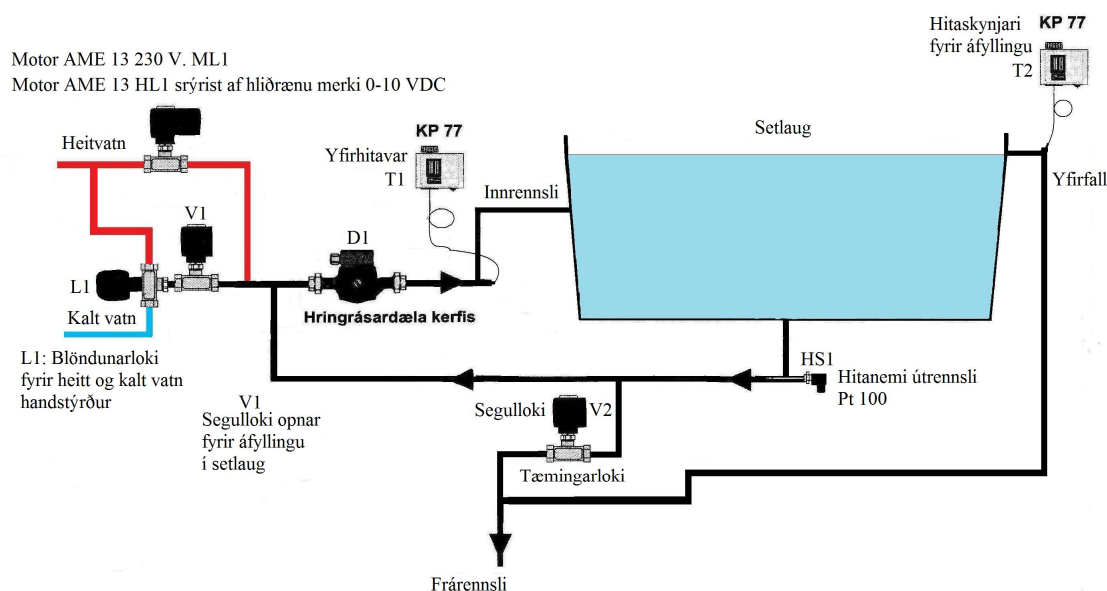 Motor AME 13 230 V. ML1
Motor AME 13 HL1 srýrist af hliðrænu merki 0-10 VDC
Heitvatn
V1
L1
Kalt vatn
L1: Blöndunarloki
fyrir heitt og kalt vatn
handstýrður
V1
Segulloki opnar
fyrir áfyllingu
í setlaug
D1
Hringrásardæla kerfis
KP 77
Yfirhitavar
T1
Innrennsli
Setlaug
Hitaskynjari
fyrir áfyllingu
T2
KP 77
Yfirfall
HS1
Hitanemi útrennsli
Pt 100
Segulloki
V2
Tæmingarloki
Frárennsli